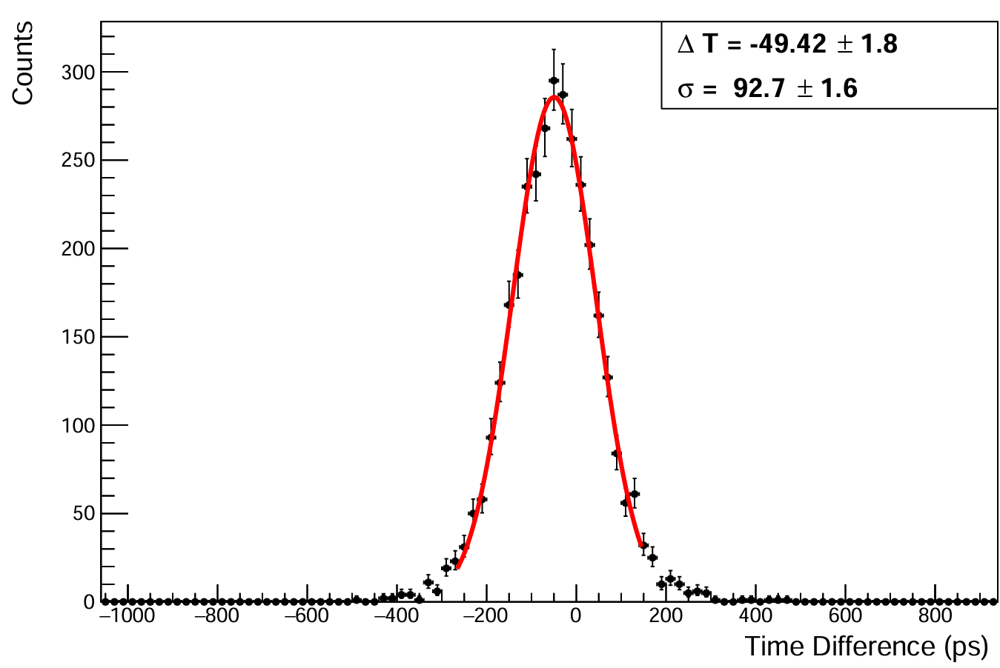 Counts
Δ T = -49.42 ± 1.8
σ = 92.7 ± 1.6
300
250
200
150
100
50
0
−1000 −800 −600 −400 −200 0 200 400 600 800
Time Difference (ps)